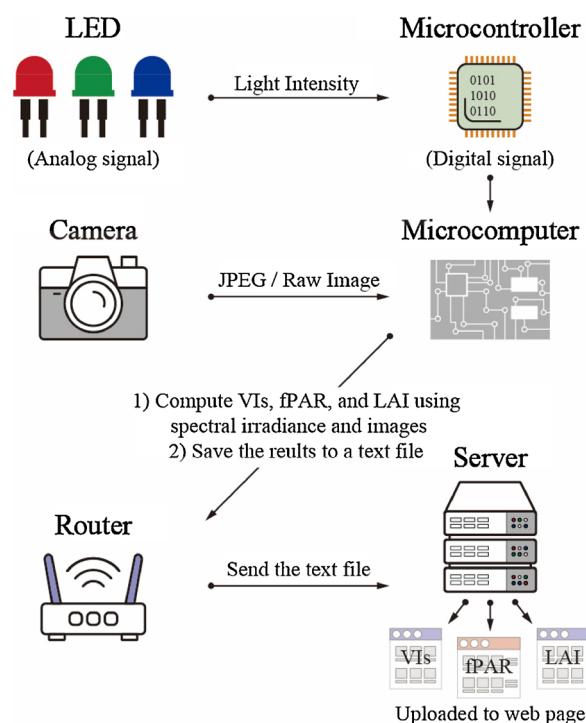 LED
Microcontroller
Light Intensity
0101
1010
0110
(Analog signal)
(Digital signal)
Camera
Microcomputer
JPEG / Raw Image
1) Compute VIs, fPAR, and LAI using
spectral irradiance and images
2) Save the reults to a text file
Server
Router
Send the text file
VIs
fPAR
LAI
Uploaded to web page